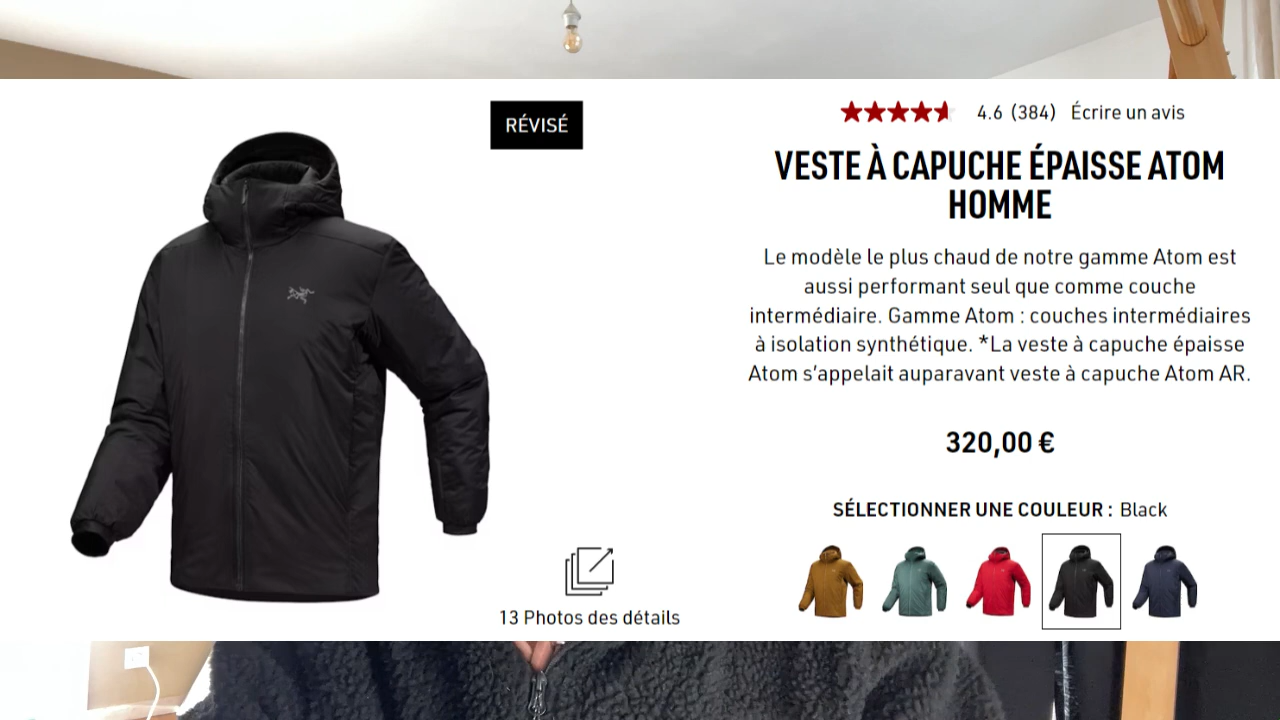 RÉVISÉ
4.6 (384) Écrire un avis
VESTE À CAPUCHE ÉPAISSE ATOM
HOMME
Le modèle le plus chaud de notre gamme Atom est
aussi performant seul que comme couche
intermédiaire. Gamme Atom : couches intermédiaires
à isolation synthétique. *La veste à capuche épaisse
Atom s’appelait auparavant veste à capuche Atom AR.
320,00 €
SÉLECTIONNER UNE COULEUR : Black
13 Photos des détails